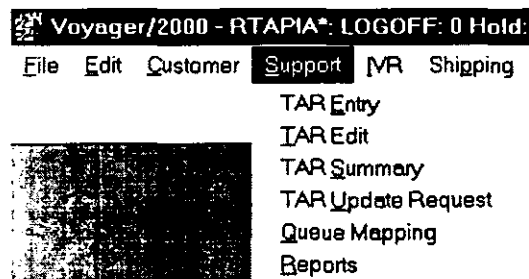 Voyager/2000 - RTAPIA*: LOGOFF: 0 Hold:
File Edit Customer Support IVR Shipping
TAR Entry
TAR Edit
TAR Summary
TAR Update Request
Queue Mapping
Reports